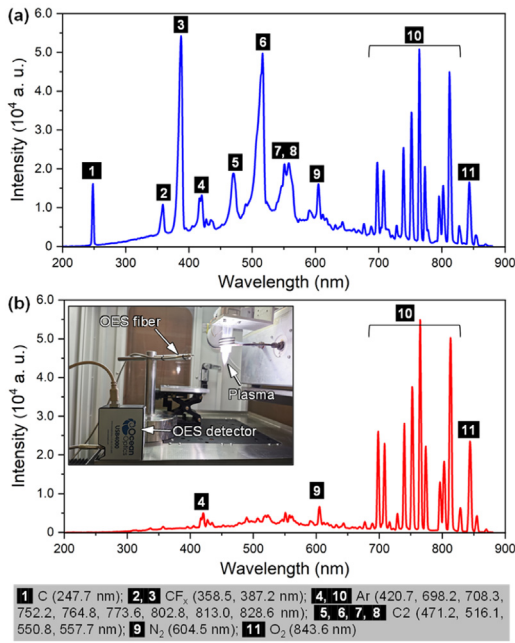 (a)
6.0
5.0
4.0
3.0
2.0
1.0
0.0
Intensity (10⁴ a. u.)
1
2
3
4
5
6
7, 8
9
10
11
200 300 400 500 600 700 800 900
Wavelength (nm)
(b)
6.0
5.0
4.0
3.0
2.0
1.0
0.0
Intensity (10⁴ a. u.)
OES fiber
Plasma
OES detector
Ocean
4
9
10
11
200 300 400 500 600 700 800 900
Wavelength (nm)
1 C (247.7 nm); 2, 3 CFₓ (358.5, 387.2 nm); 4, 10 Ar (420.7, 698.2, 708.3,
752.2, 764.8, 773.6, 802.8, 813.0, 828.6 nm); 5, 6, 7, 8 C2 (471.2, 516.1,
550.8, 557.7 nm); 9 N₂ (604.5 nm); 11 O₂ (843.6 nm)